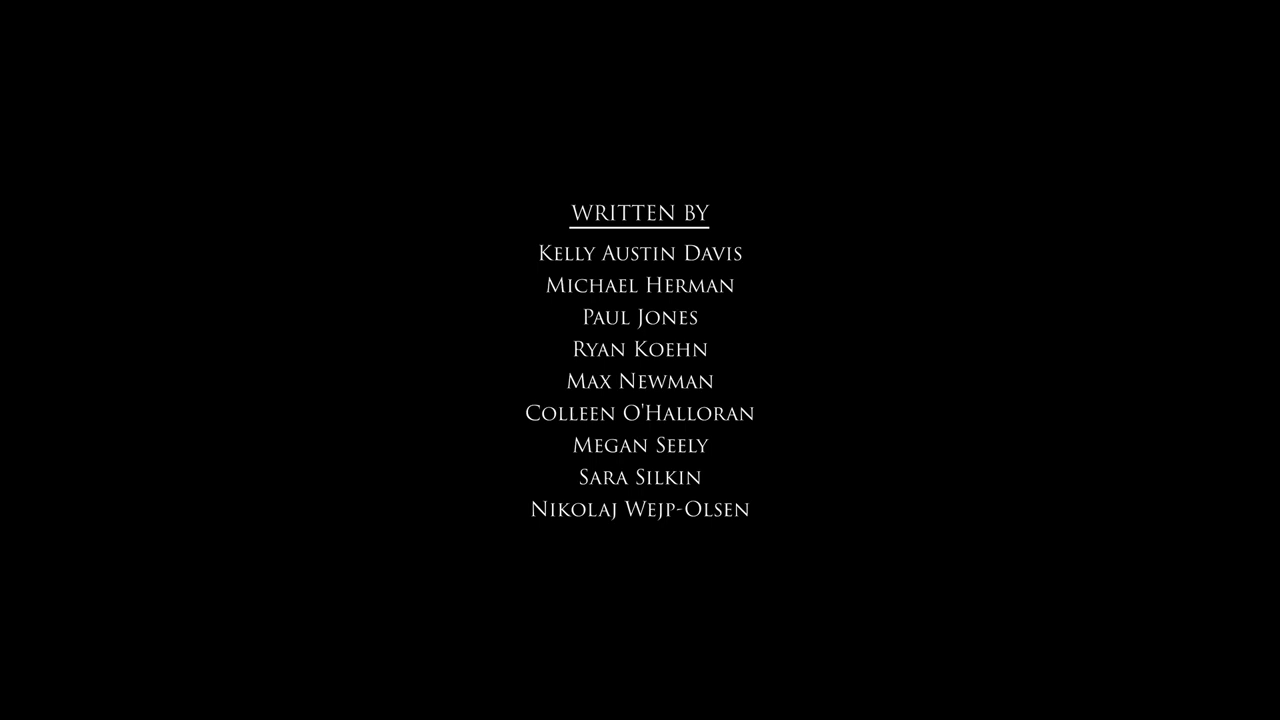 WRITTEN BY
KELLY AUSTIN DAVIS
MICHAEL HERMAN
PAUL JONES
RYAN KOEHN
MAX NEWMAN
COLLEEN O'HALLORAN
MEGAN SEELY
SARA SILKIN
NIKOLAJ WEJP-OLSEN